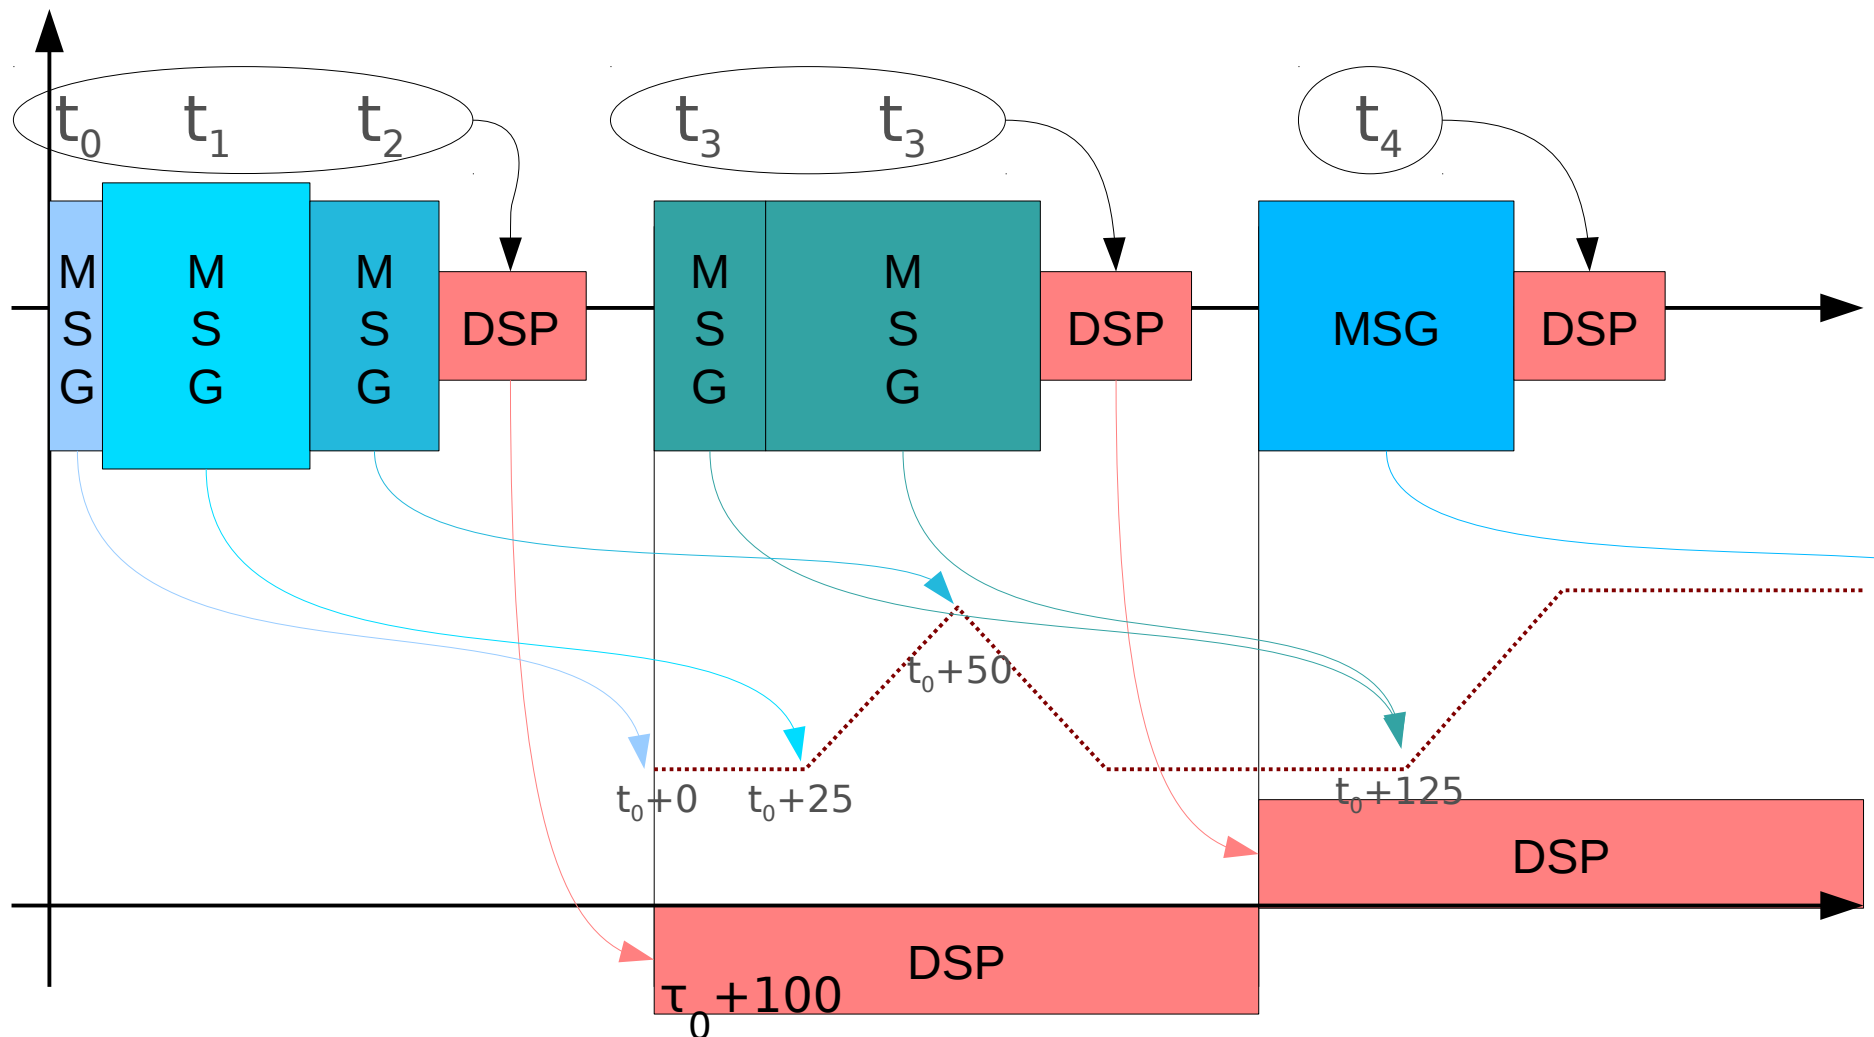 t₀ t₁ t₂ t₃ t₃ t₄
M
S
G
M
S
G
M
S
G
DSP
M
S
G
M
S
G
DSP
MSG
DSP
t₀+50
t₀+0
t₀+25
t₀+125
DSP
DSP
τ₀+100